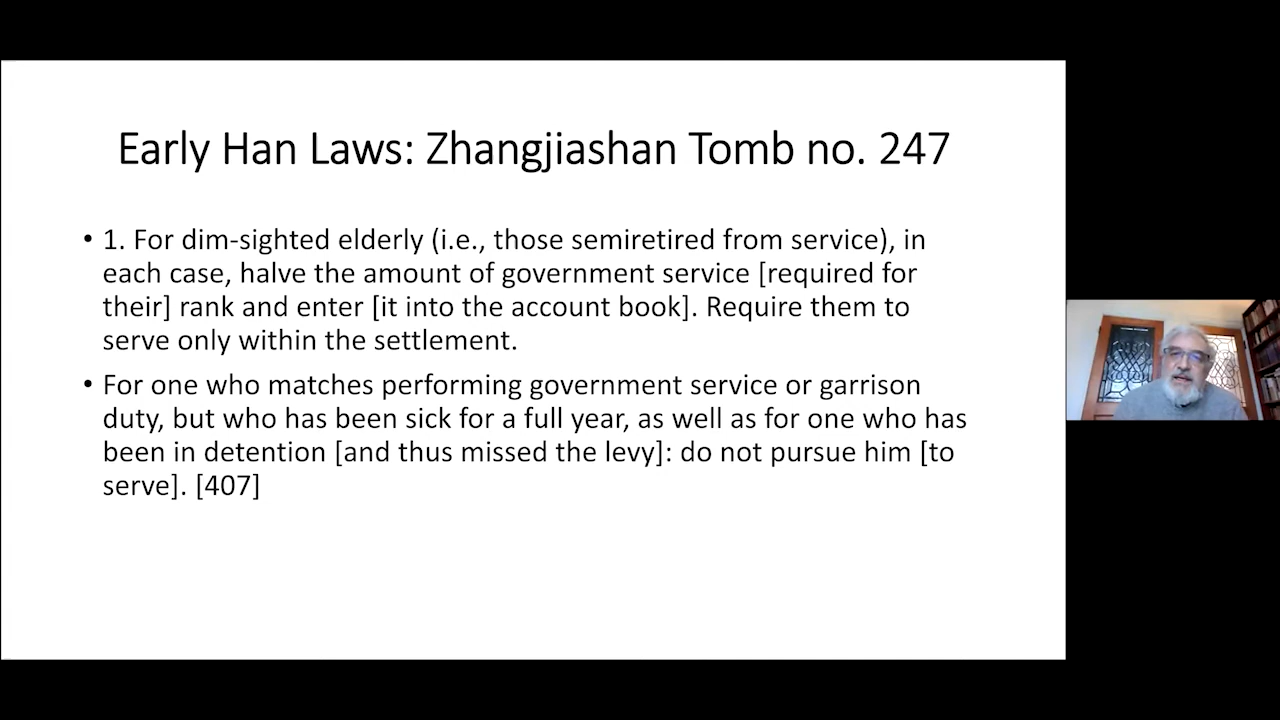 Early Han Laws: Zhangjiashan Tomb no. 247
• 1. For dim-sighted elderly (i.e., those semiretired from service), in
each case, halve the amount of government service [required for
their] rank and enter [it into the account book]. Require them to
serve only within the settlement.
• For one who matches performing government service or garrison
duty, but who has been sick for a full year, as well as for one who has
been in detention [and thus missed the levy]: do not pursue him [to
serve]. [407]